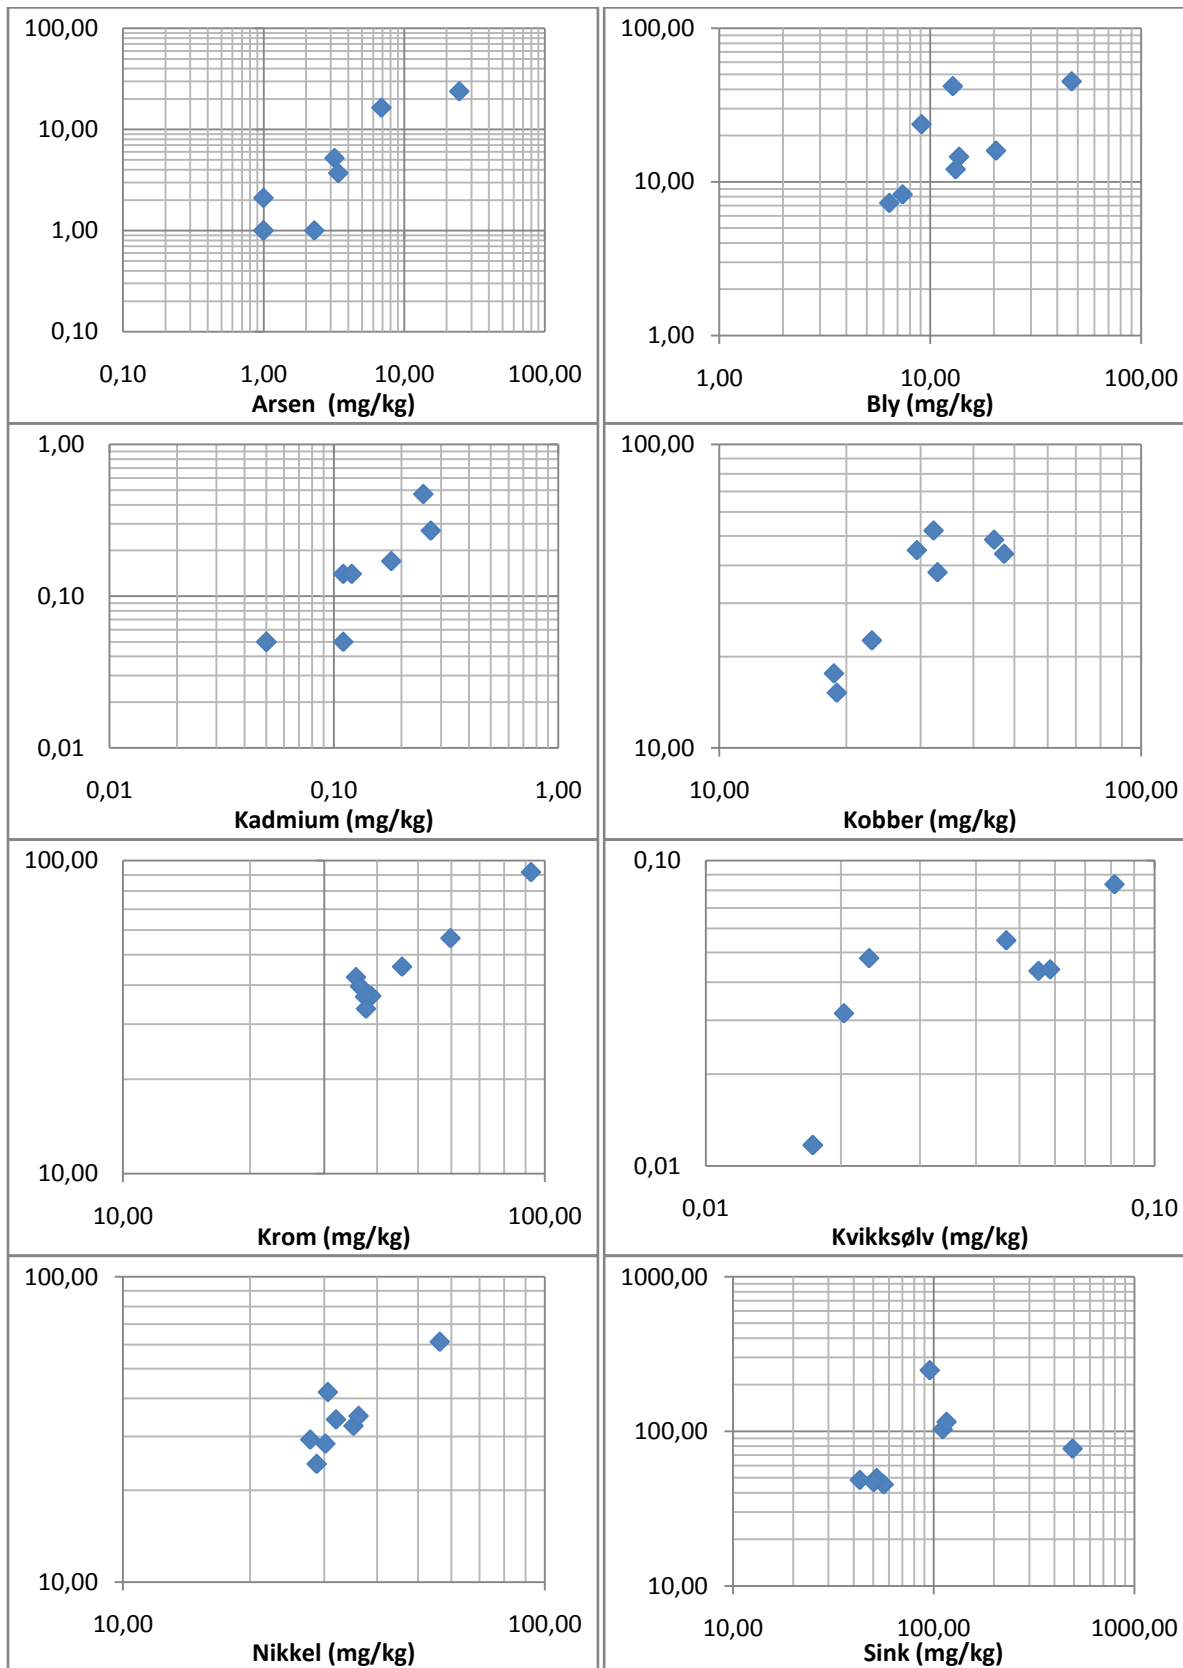 100,00
10,00
1,00
0,10
0,10 1,00 10,00 100,00
Arsen (mg/kg)
100,00
10,00
1,00
1,00 10,00 100,00
Bly (mg/kg)
1,00
0,10
0,01
0,01 0,10 1,00
Kadmium (mg/kg)
100,00
10,00
10,00 100,00
Kobber (mg/kg)
100,00
10,00
10,00 100,00
Krom (mg/kg)
0,10
0,01
0,01 0,10
Kvikksølv (mg/kg)
100,00
10,00
10,00 100,00
Nikkel (mg/kg)
1000,00
100,00
10,00
10,00 100,00 1000,00
Sink (mg/kg)